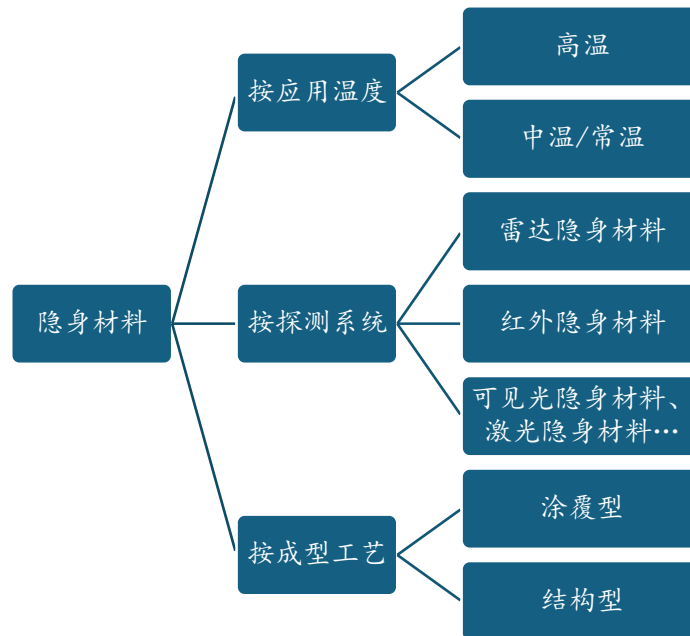 隐身材料
按应用温度
高温
中温/常温
按探测系统
雷达隐身材料
红外隐身材料
可见光隐身材料、
激光隐身材料…
按成型工艺
涂覆型
结构型